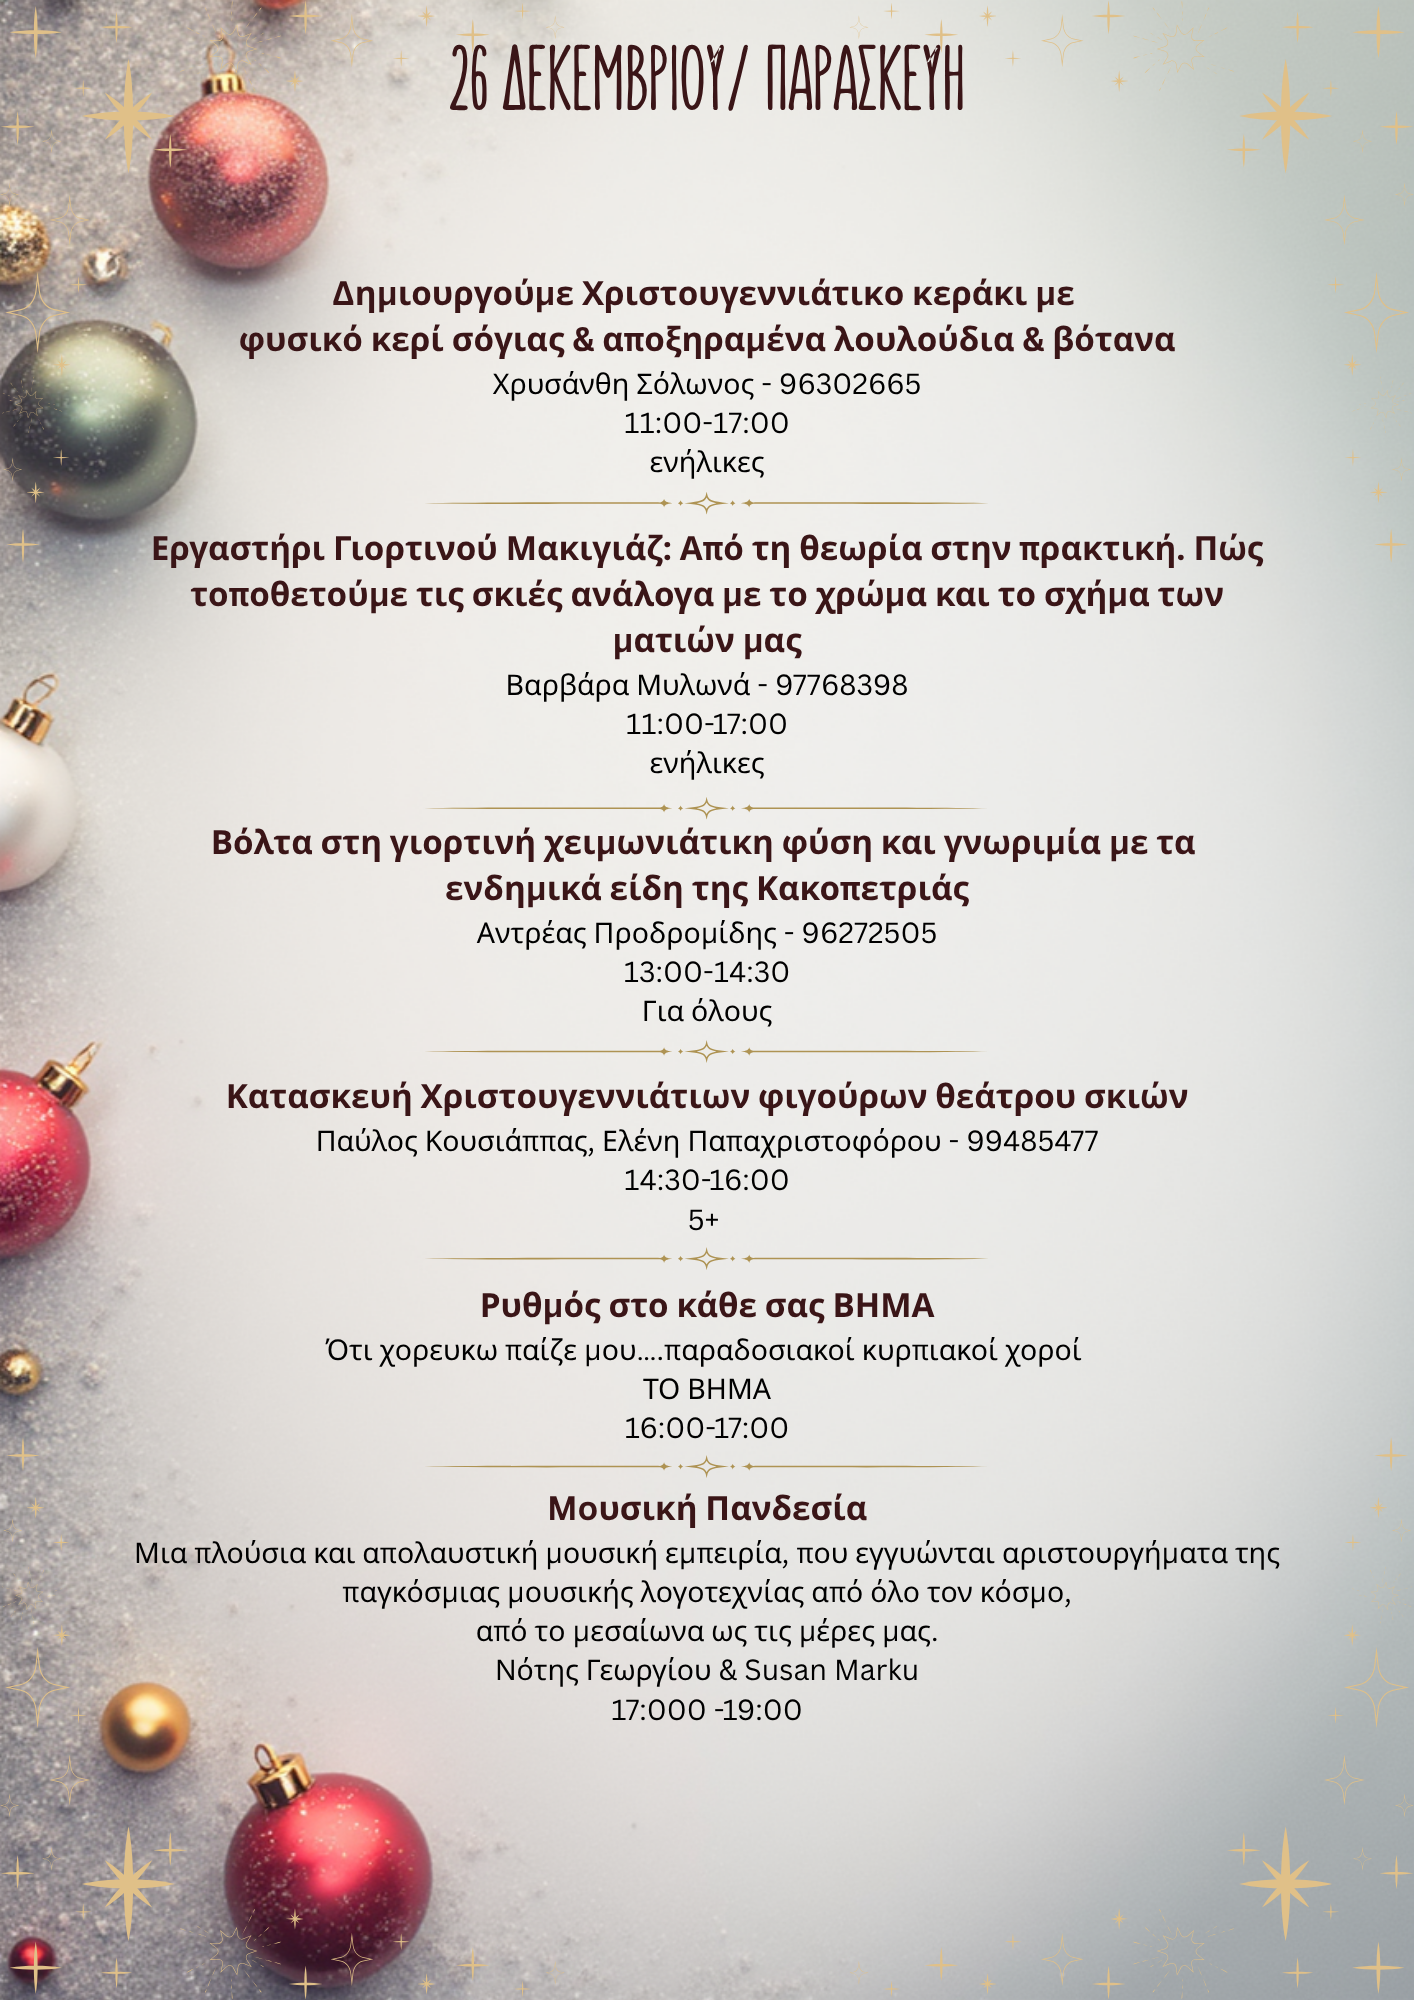 26 ΔΕΚΕΜΒΡΙΟΥ/ ΠΑΡΑΣΚΕΥΗ
Δημιουργούμε Χριστουγεννιάτικο κεράκι με
φυσικό κερί σόγιας & αποξηραμένα λουλούδια & βότανα
Χρυσάνθη Σόλωνος - 96302665
11:00-17:00
ενήλικες
Εργαστήρι Γιορτινού Μακιγιάζ: Από τη θεωρία στην πρακτική. Πώς
τοποθετούμε τις σκιές ανάλογα με το χρώμα και το σχήμα των
ματιών μας
Βαρβάρα Μυλωνά - 97768398
11:00-17:00
ενήλικες
Βόλτα στη γιορτινή χειμωνιάτικη φύση και γνωριμία με τα
ενδημικά είδη της Κακοπετριάς
Αντρέας Προδρομίδης - 96272505
13:00-14:30
Για όλους
Κατασκευή Χριστουγεννιάτιων φιγούρων θεάτρου σκιών
Παύλος Κουσιάππας, Ελένη Παπαχριστοφόρου - 99485477
14:30-16:00
5+
Ρυθμός στο κάθε σας ΒΗΜΑ
Ότι χορευκω παίζε μου....παραδοσιακοί κυρπιακοί χοροί
ΤΟ ΒΗΜΑ
16:00-17:00
Μουσική Πανδεσία
Μια πλούσια και απολαυστική μουσική εμπειρία, που εγγυώνται αριστουργήματα της
παγκόσμιας μουσικής λογοτεχνίας από όλο τον κόσμο,
από το μεσαίωνα ως τις μέρες μας.
Νότης Γεωργίου & Susan Marku
17:000 -19:00